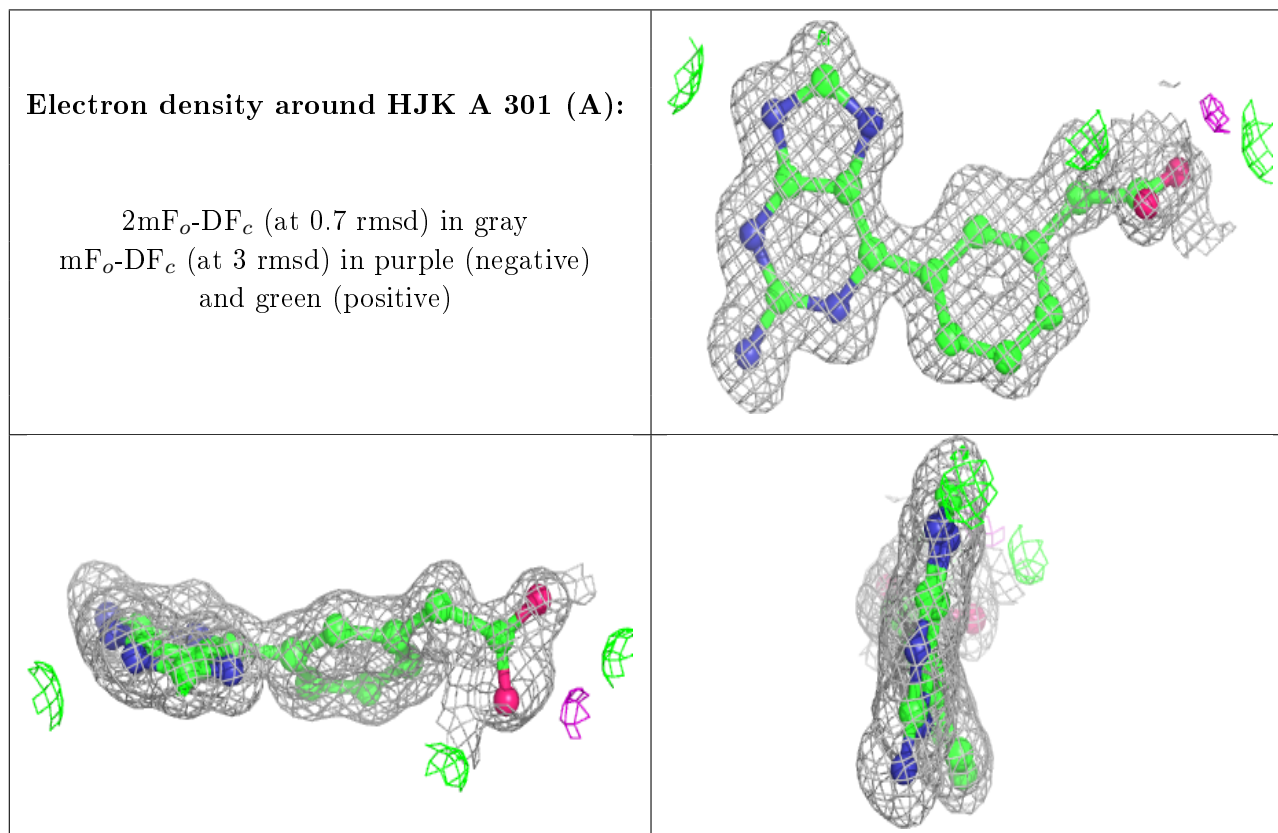 Electron density around HJK A 301 (A):
2mFo-DFc (at 0.7 rmsd) in gray
mFo-DFc (at 3 rmsd) in purple (negative)
and green (positive)